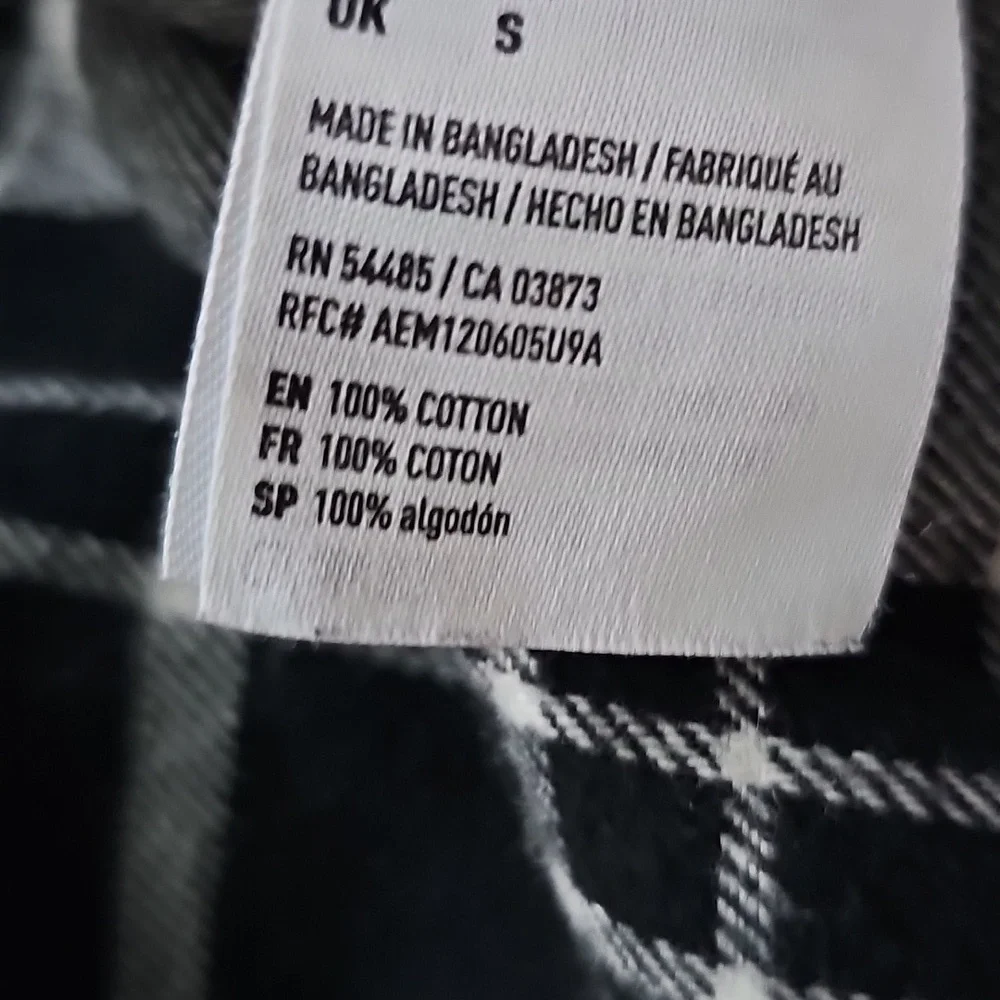 UK S
MADE IN BANGLADESH / FABRIQUÉ AU
BANGLADESH / HECHO EN BANGLADESH
RN 54485 / CA 03873
RFC# AEM120605U9A
EN 100% COTTON
FR 100% COTON
SP 100% algodón